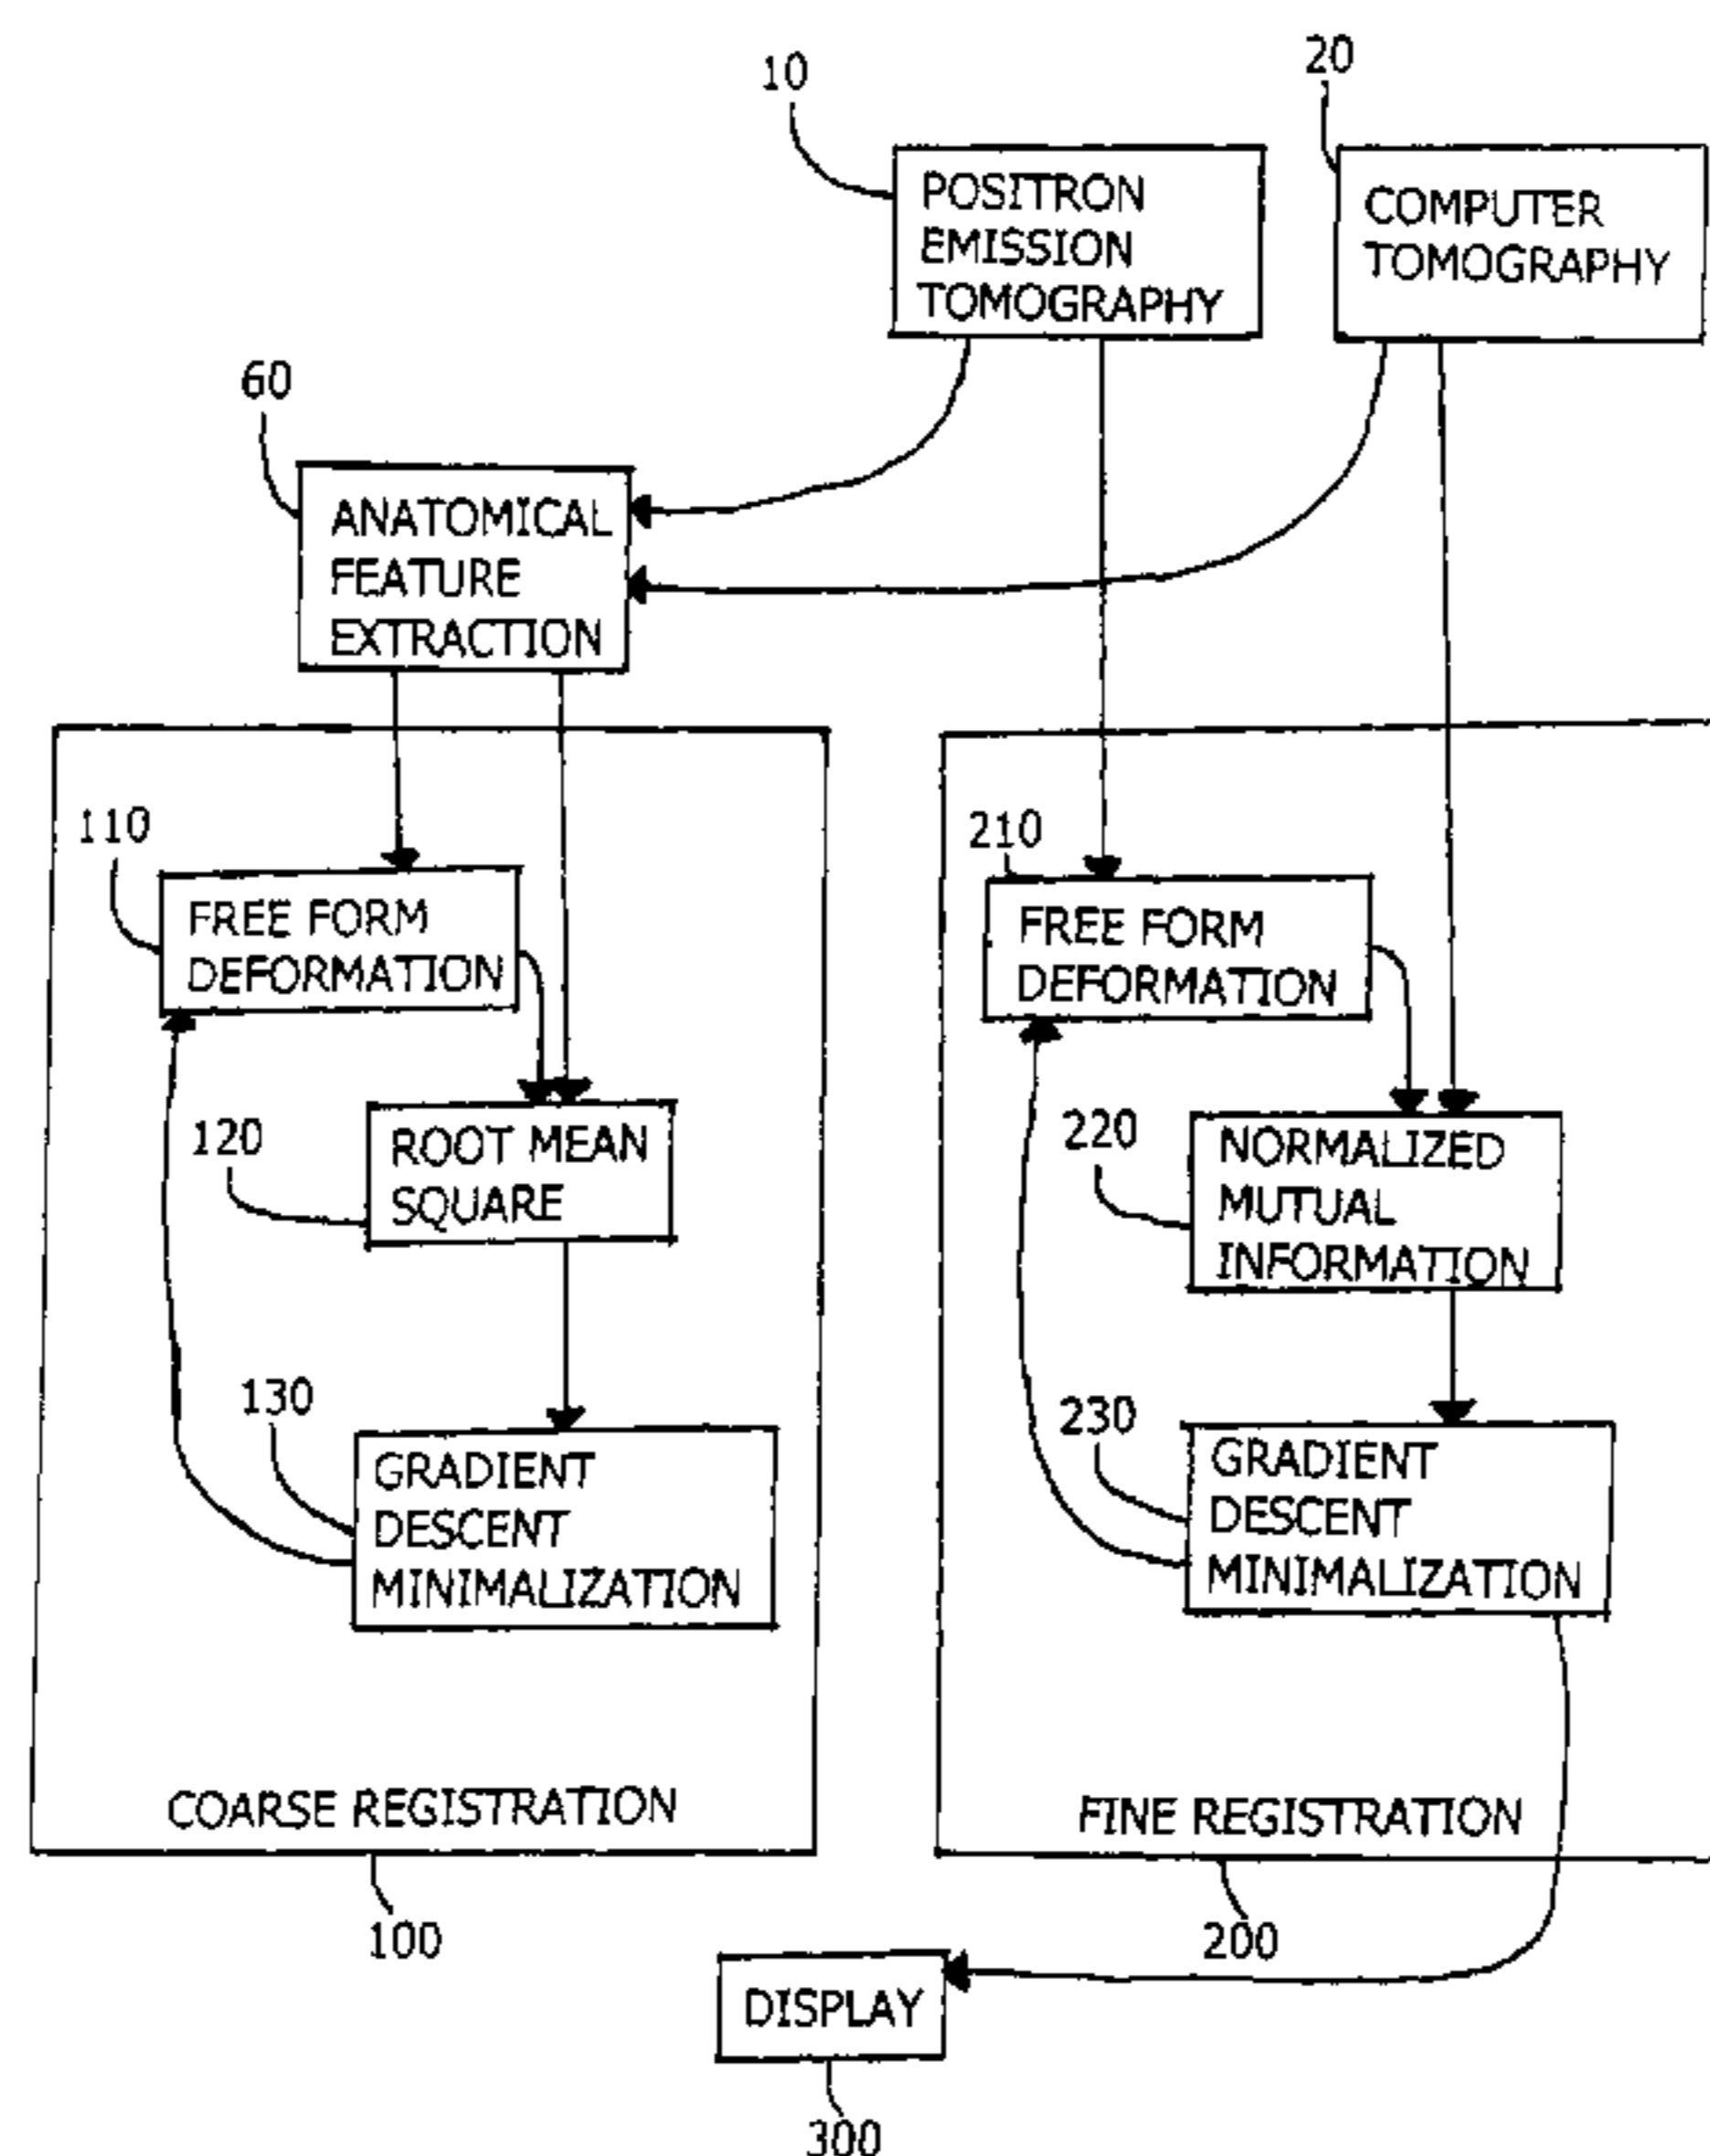 10
20
POSITRON
EMISSION
TOMOGRAPHY
COMPUTER
TOMOGRAPHY
60
ANATOMICAL
FEATURE
EXTRACTION
110
FREE FORM
DEFORMATION
120
ROOT MEAN
SQUARE
130
GRADIENT
DESCENT
MINIMALIZATION
COARSE REGISTRATION
100
210
FREE FORM
DEFORMATION
220
NORMALIZED
MUTUAL
INFORMATION
230
GRADIENT
DESCENT
MINIMALIZATION
FINE REGISTRATION
200
DISPLAY
300